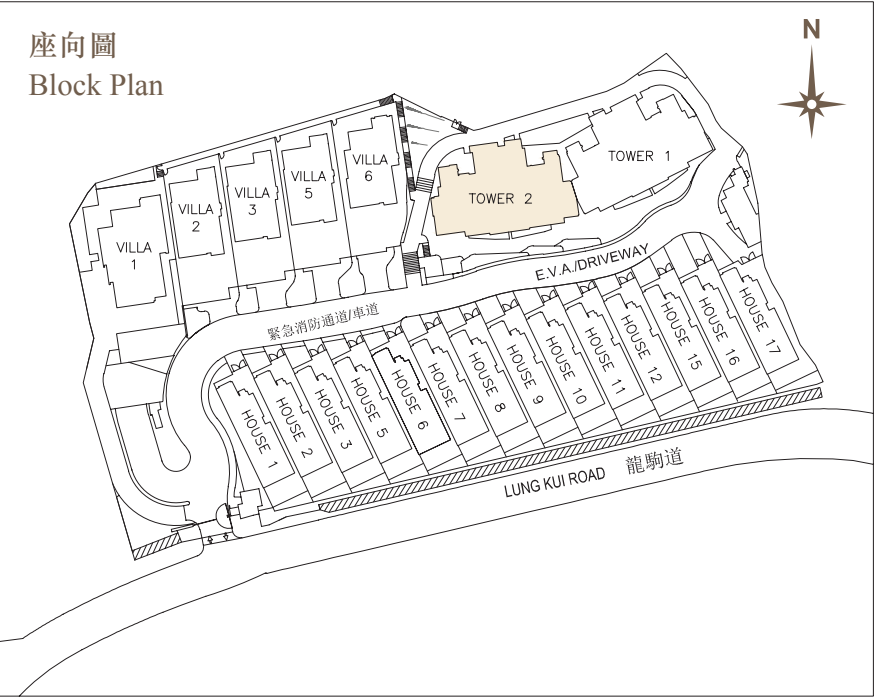 座向圖
Block Plan
N
TOWER 1
TOWER 2
VILLA
6
VILLA
5
VILLA
3
VILLA
2
VILLA
1
E.V.A./DRIVEWAY
緊急消防通道/車道
HOUSE 1
HOUSE 2
HOUSE 3
HOUSE 5
HOUSE 6
HOUSE 7
HOUSE 8
HOUSE 9
HOUSE 10
HOUSE 11
HOUSE 12
HOUSE 15
HOUSE 16
HOUSE 17
LUNG KUI ROAD 龍駒道